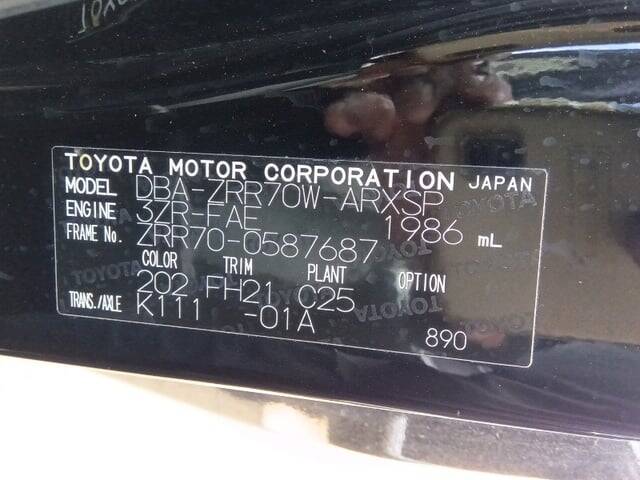 TOYOTA MOTOR CORPORATION JAPAN
MODEL DBA-ZRR70W-ARXSP
ENGINE 3ZR-FAE 1986 mL
FRAME No. ZRR70-0587687
COLOR TRIM PLANT OPTION
202 FH21 025
TRANS./AXLE K111 -01A
890